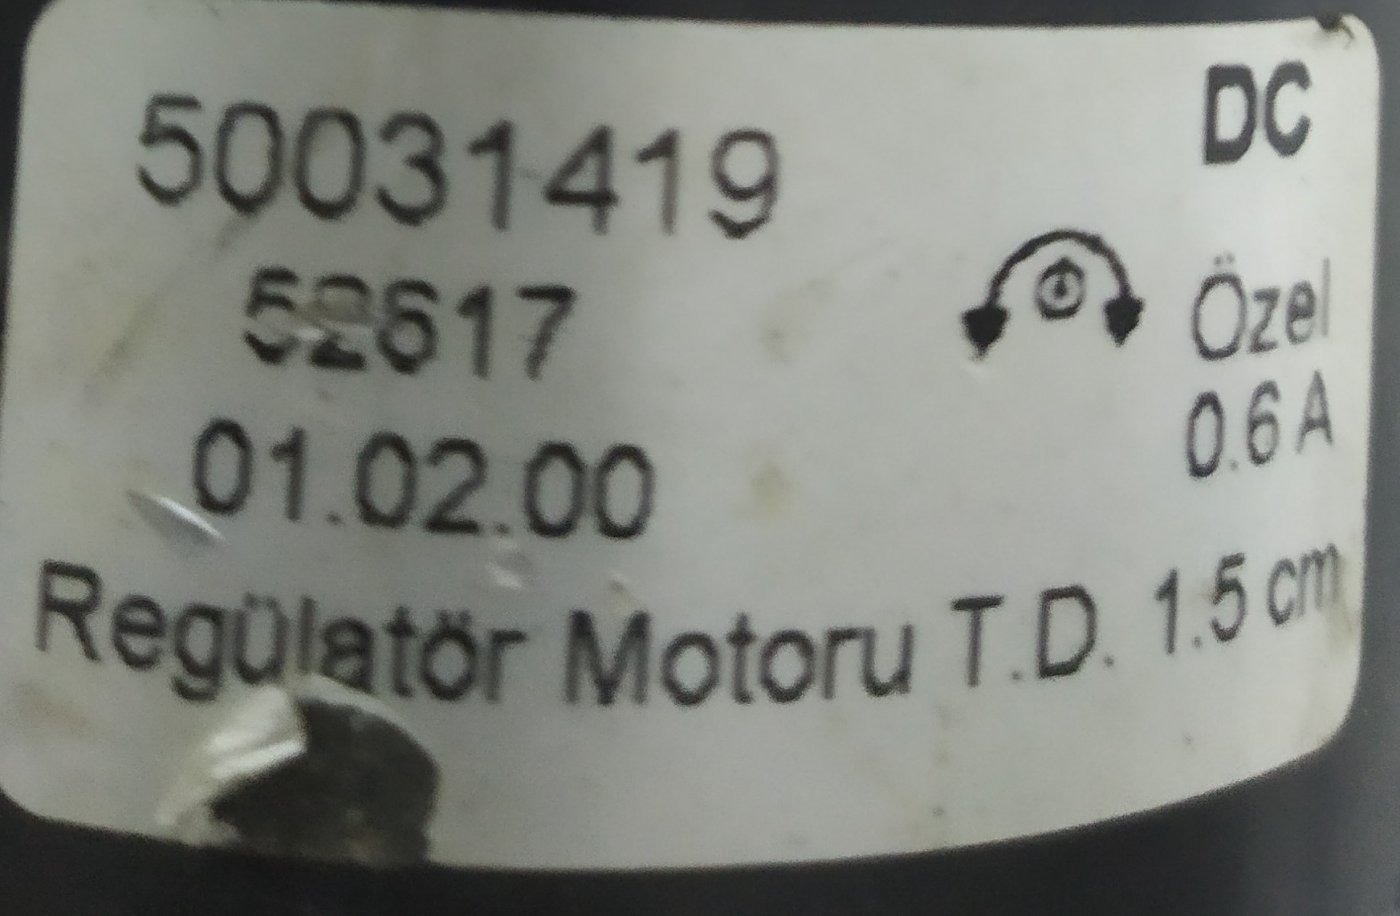 50031419
DC
52617
Özel
0.6 A
01.02.00
Regülatör Motoru T.D. 1.5 cm